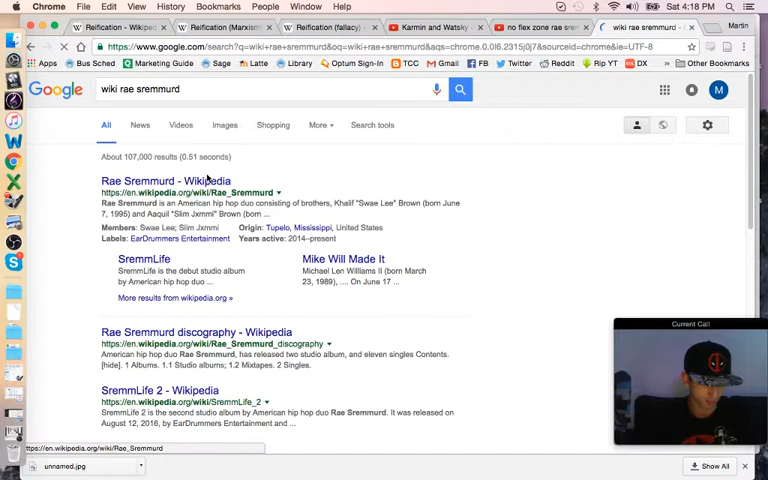 Chrome File Edit View History Bookmarks People Window Help Sat 4:18 PM
Reification - Wikiped Reification (Marxism Reification (fallacy) - Karmin and Watsky - no flex zone rae sremm wiki rae sremmurd - Martin
https://www.google.com/search?q=wiki+rae+sremmurd&oq=wiki+rae+sremmurd&aqs=chrome.0.0l6.2315j0j7&sourceid=chrome&ie=UTF-8
Apps Bus Sched Marketing Guide Sage Latte Library Optum Sign-In TCC Gmail FB Twitter Reddit Rip YT DX Other Bookmarks
Google wiki rae sremmurd M
All News Videos Images Shopping More Search tools
About 107,000 results (0.51 seconds)
Rae Sremmurd - Wikipedia
https://en.wikipedia.org/wiki/Rae_Sremmurd
Rae Sremmurd is an American hip hop duo consisting of brothers, Khalif "Swae Lee" Brown (born June
7, 1995) and Aaquil "Slim Jxmmi" Brown (born ...
Members: Swae Lee; Slim Jxmmi Origin: Tupelo, Mississippi, United States
Labels: EarDrummers Entertainment Years active: 2014–present
SremmLife Mike Will Made It
SremmLife is the debut studio album Michael Len Williams II (born March
by American hip hop duo ... 23, 1989), .... On June 17 ...
More results from wikipedia.org »
Rae Sremmurd discography - Wikipedia
https://en.wikipedia.org/wiki/Rae_Sremmurd_discography
American hip hop duo Rae Sremmurd, has released two studio album, and eleven singles Contents.
[hide]. 1 Albums. 1.1 Studio albums; 1.2 Mixtapes. 2 Singles.
SremmLife 2 - Wikipedia
https://en.wikipedia.org/wiki/SremmLife_2
SremmLife 2 is the second studio album by American hip hop duo Rae Sremmurd. It was released on
August 12, 2016, by EarDrummers Entertainment and ...
Current Call
https://en.wikipedia.org/wiki/Rae_Sremmurd
unnamed.jpg Show All